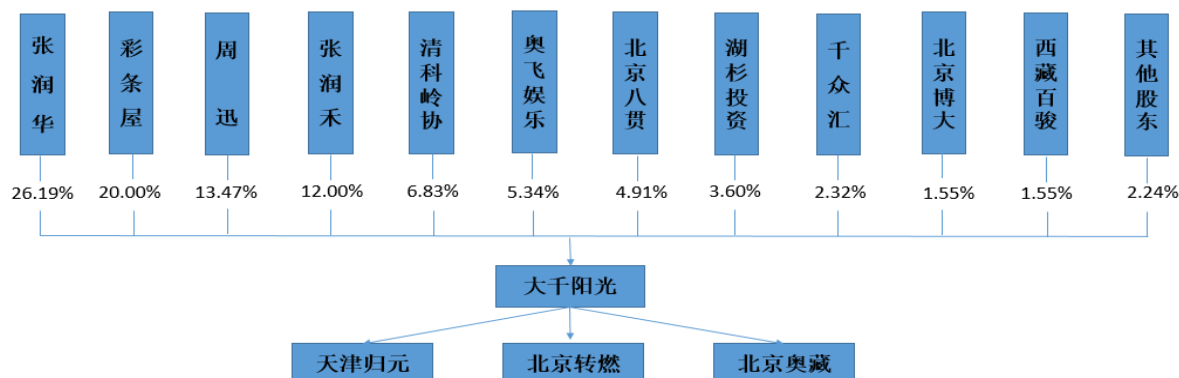 张润华
彩条屋
周迅
张润禾
清科岭协
奥飞娱乐
北京八贯
湖杉投资
千众汇
北京博大
西藏百骏
其他股东
26.19%
20.00%
13.47%
12.00%
6.83%
5.34%
4.91%
3.60%
2.32%
1.55%
1.55%
2.24%
大千阳光
天津归元
北京转燃
北京奥藏